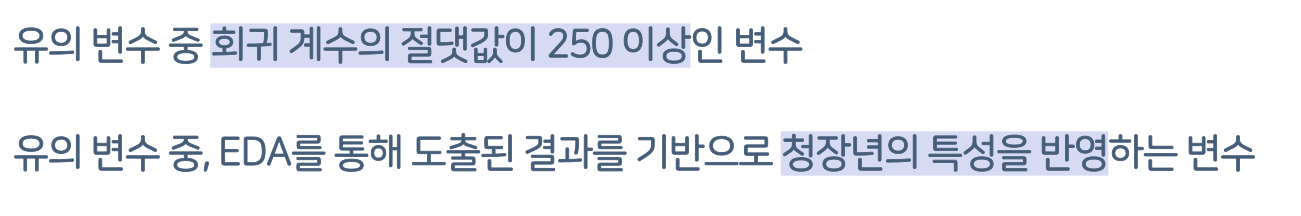 유의 변수 중 회귀 계수의 절댓값이 250 이상인 변수
유의 변수 중, EDA를 통해 도출된 결과를 기반으로 청장년의 특성을 반영하는 변수